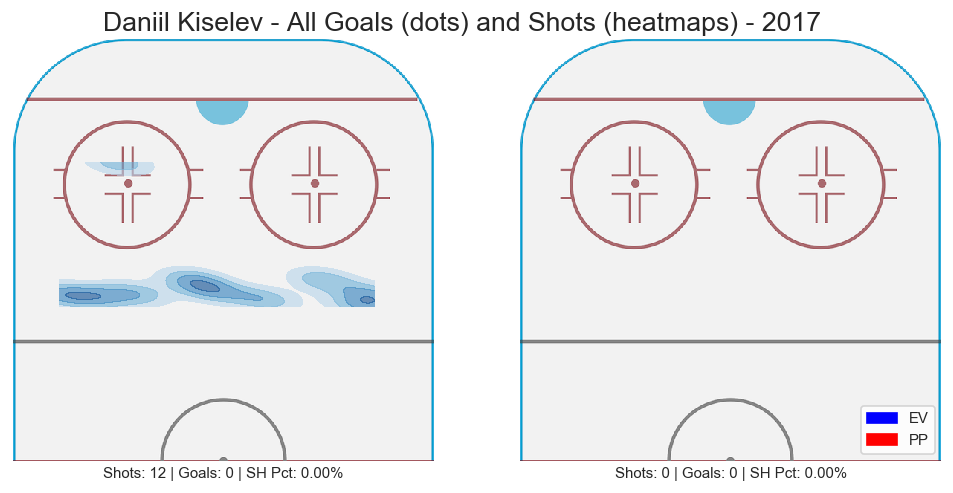 Daniil Kiselev - All Goals (dots) and Shots (heatmaps) - 2017
EV
PP
Shots: 12 | Goals: 0 | SH Pct: 0.00%
Shots: 0 | Goals: 0 | SH Pct: 0.00%